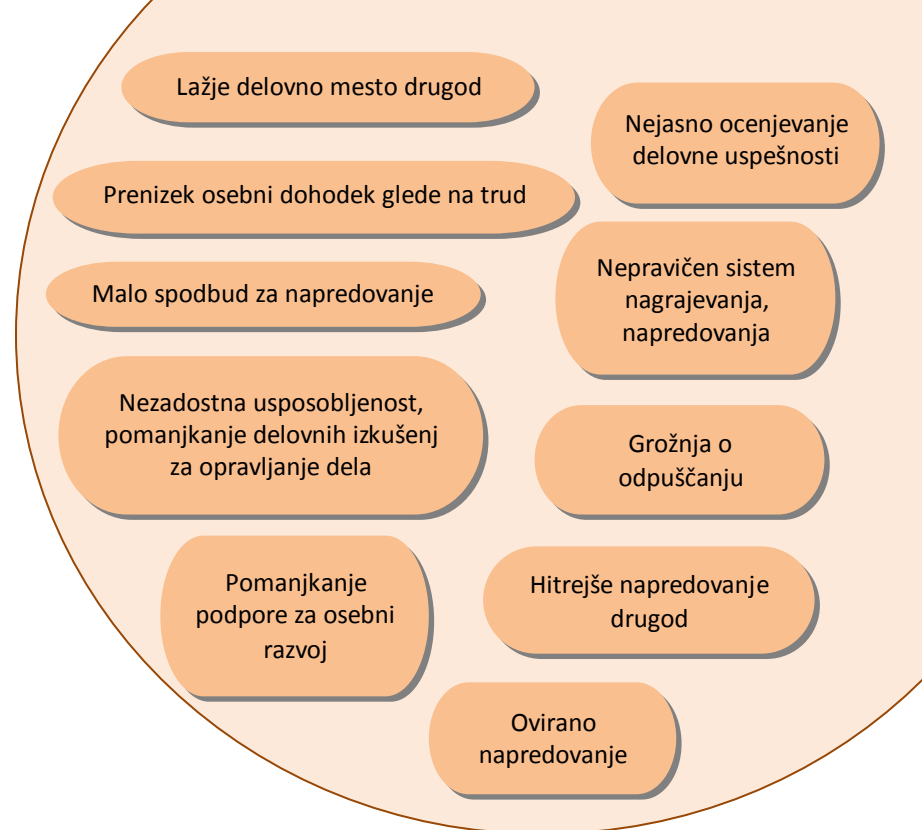 Lažje delovno mesto drugod
Nejasno ocenjevanje
delovne uspešnosti
Prenizek osebni dohodek glede na trud
Nepravičen sistem
nagrajevanja,
napredovanja
Malo spodbud za napredovanje
Nezadostna usposobljenost,
pomanjkanje delovnih izkušenj
za opravljanje dela
Grožnja o
odpuščanju
Pomanjkanje
podpore za osebni
razvoj
Hitrejše napredovanje
drugod
Ovirano
napredovanje